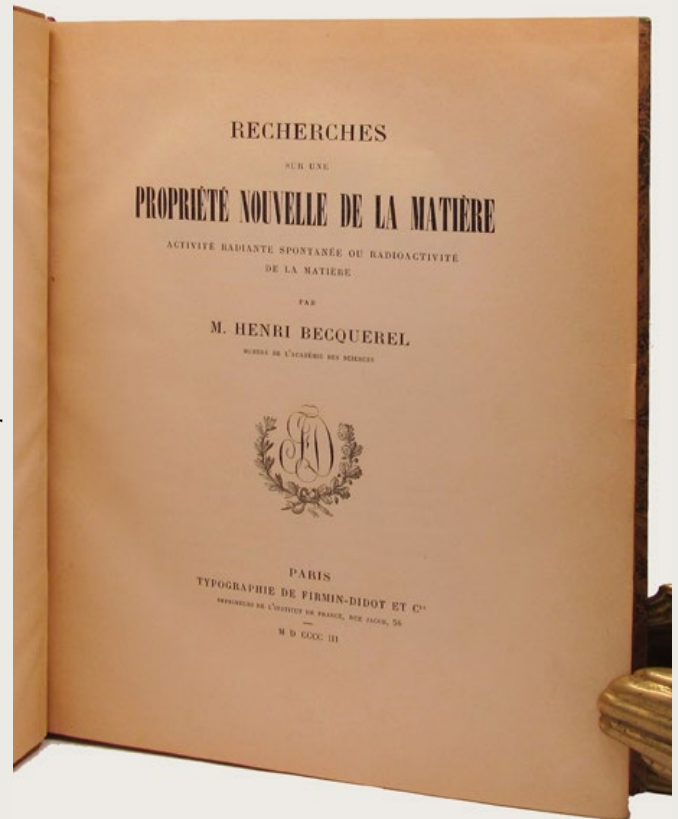 RECHERCHES
SUR UNE
PROPRIÉTÉ NOUVELLE DE LA MATIÈRE
ACTIVITÉ RADIANTE SPONTANÉE OU RADIOACTIVITÉ
DE LA MATIÈRE
PAR
M. HENRI BECQUEREL
MEMBRE DE L'ACADÉMIE DES SCIENCES
FD
PARIS
TYPOGRAPHIE DE FIRMIN-DIDOT ET Cie
IMPRIMEURS DE L'INSTITUT DE FRANCE, RUE JACOB, 56
M D CCCC III